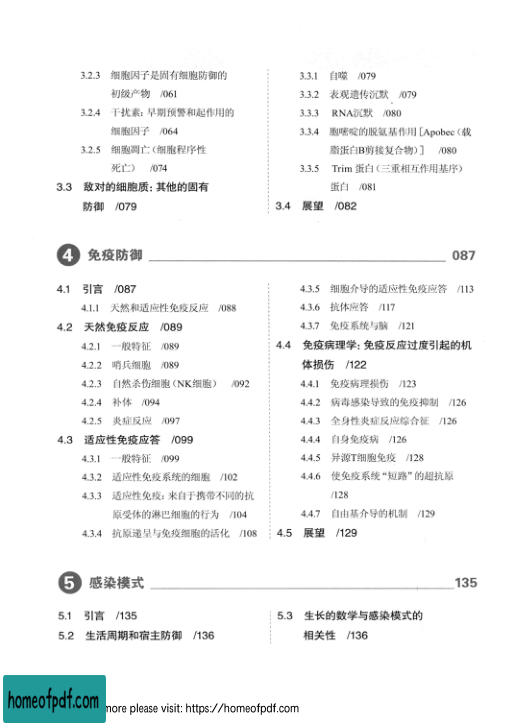 3.2.3 细胞因子是固有细胞防御的
初级产物 /061
3.2.4 干扰素：早期预警和起作用的
细胞因子 /064
3.2.5 细胞凋亡（细胞程序性
死亡） /074
3.3 敌对的细胞质：其他的固有
防御 /079
3.3.1 自噬 /079
3.3.2 表观遗传沉默 /079
3.3.3 RNA沉默 /080
3.3.4 胞嘧啶的脱氨基作用［Apobec（载
脂蛋白B剪接复合物）］ /080
3.3.5 Trim 蛋白（三重相互作用基序）
蛋白 /081
3.4 展望 /082
4 免疫防御 087
4.1 引言 /087
4.1.1 天然和适应性免疫反应 /088
4.2 天然免疫反应 /089
4.2.1 一般特征 /089
4.2.2 哨兵细胞 /089
4.2.3 自然杀伤细胞（NK细胞） /092
4.2.4 补体 /094
4.2.5 炎症反应 /097
4.3 适应性免疫应答 /099
4.3.1 一般特征 /099
4.3.2 适应性免疫系统的细胞 /102
4.3.3 适应性免疫：来自于携带不同的抗
原受体的淋巴细胞的行为 /104
4.3.4 抗原递呈与免疫细胞的活化 /108
4.3.5 细胞介导的适应性免疫应答 /113
4.3.6 抗体应答 /117
4.3.7 免疫系统与脑 /121
4.4 免疫病理学：免疫反应过度引起的机
体损伤 /122
4.4.1 免疫病理损伤 /123
4.4.2 病毒感染导致的免疫抑制 /126
4.4.3 全身性炎症反应综合征 /126
4.4.4 自身免疫病 /126
4.4.5 异源T细胞免疫 /128
4.4.6 使免疫系统“短路”的超抗原
/128
4.4.7 自由基介导的机制 /129
4.5 展望 /129
5 感染模式 135
5.1 引言 /135
5.2 生活周期和宿主防御 /136
5.3 生长的数学与感染模式的
相关性 /136
homeofpdf.com
more please visit: https://homeofpdf.com